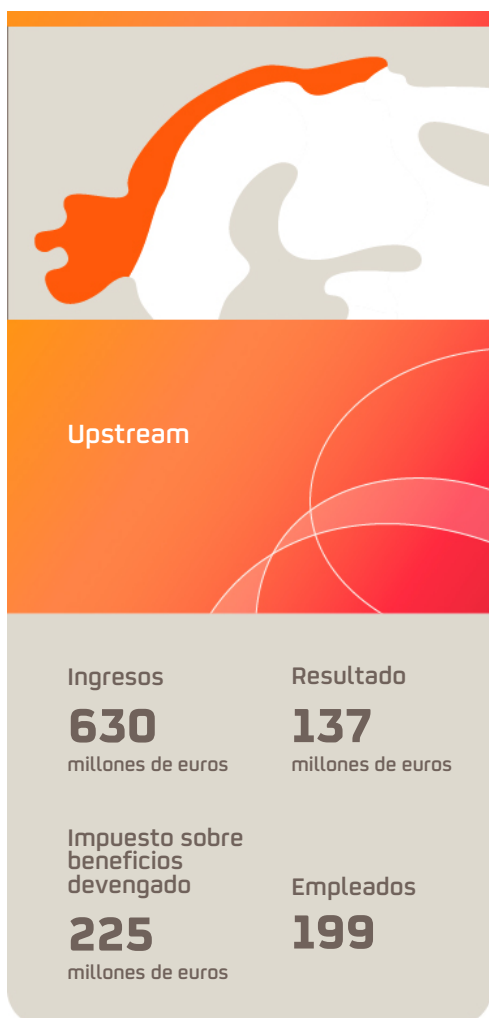 Upstream
Ingresos
630
millones de euros
Resultado
137
millones de euros
Impuesto sobre
beneficios
devengado
225
millones de euros
Empleados
199